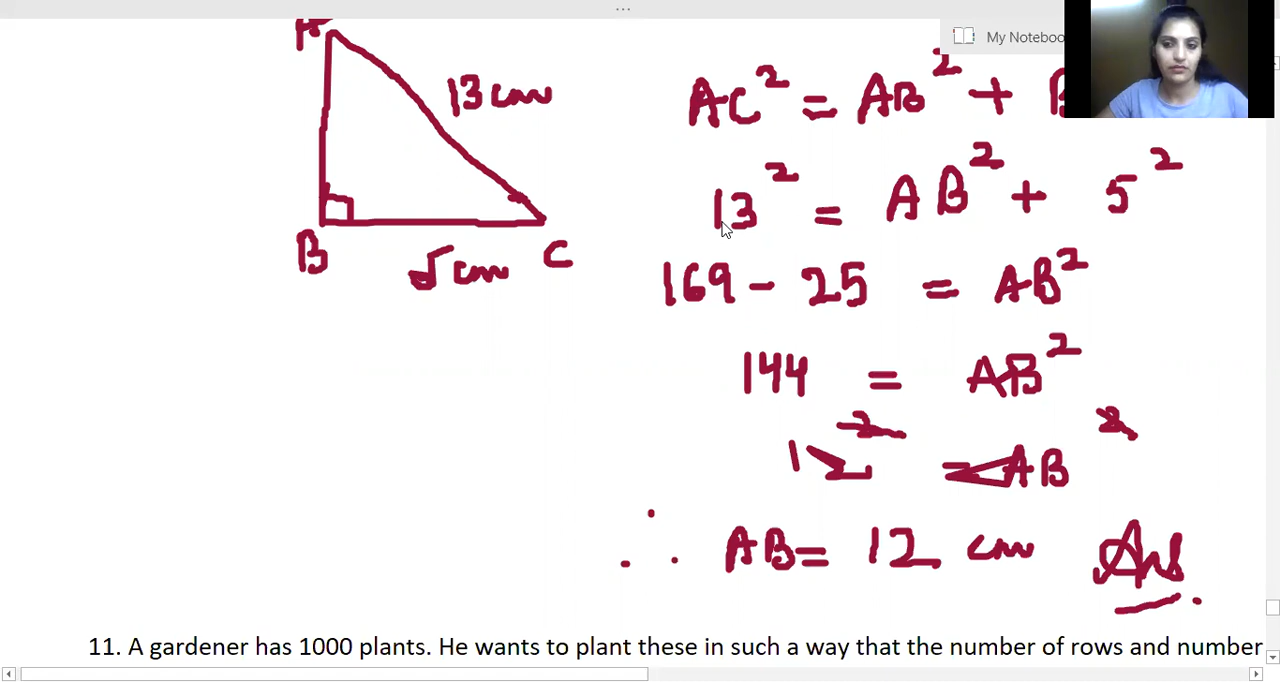 My Noteboo
A
13 cm
B
5 cm
C
AC² = AB² + B
13² = AB² + 5²
169 - 25 = AB²
144 = AB²
12² = AB²
∴ AB = 12 cm Ans.
11. A gardener has 1000 plants. He wants to plant these in such a way that the number of rows and number